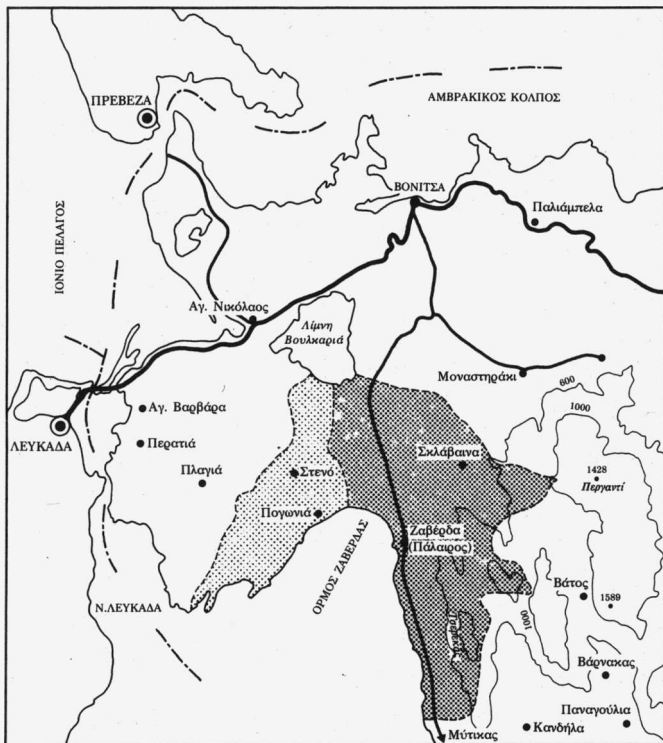 ΠΡΕΒΕΖΑ
ΑΜΒΡΑΚΙΚΟΣ ΚΟΛΠΟΣ
ΙΟΝΙΟ ΠΕΛΑΓΟΣ
ΒΟΝΙΤΣΑ
Παλιάμπελα
Αγ. Νικόλαος
Λίμνη
Βουλκαριά
Μοναστηράκι
600
1000
Αγ. Βαρβάρα
ΛΕΥΚΑΔΑ
Περατιά
Πλαγιά
Στενό
Σκλάβαινα
1428
Περγαντί
Πογωνιά
ΟΡΜΟΣ ΖΑΒΕΡΔΑΣ
Ζαβέρδα
(Πάλαιρος)
Βάτος
1589
Ν.ΛΕΥΚΑΔΑ
1000
Βάρνακας
Παναγούλια
Κανδήλα
Μύτικας